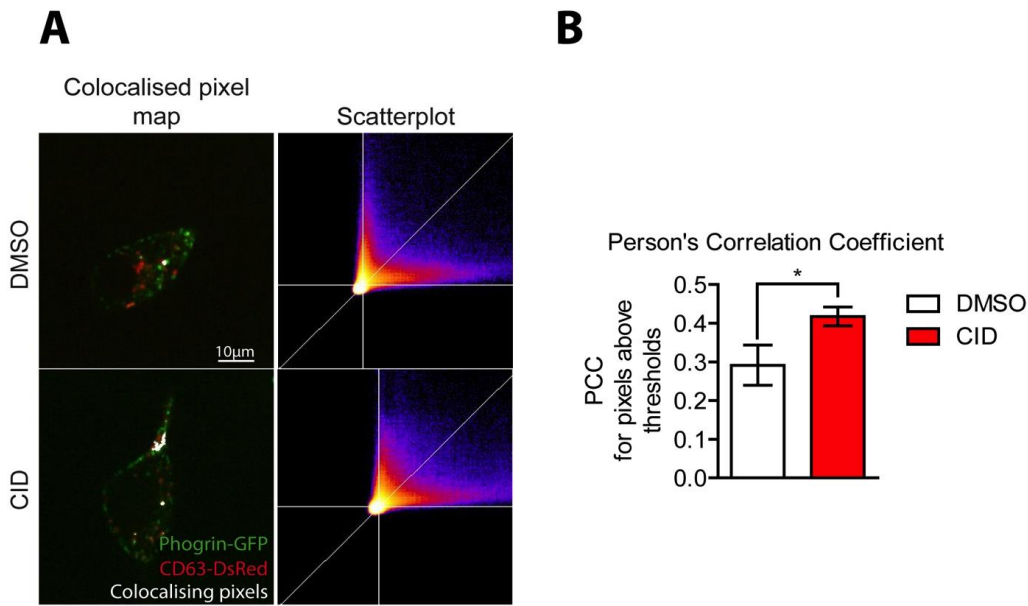 A
B
Colocalised pixel
map
Scatterplot
DMSO
10µm
CID
Phogrin-GFP
CD63-DsRed
Colocalising pixels
Person's Correlation Coefficient
*
PCC
for pixels above
thresholds
0.5
0.4
0.3
0.2
0.1
0.0
DMSO
CID